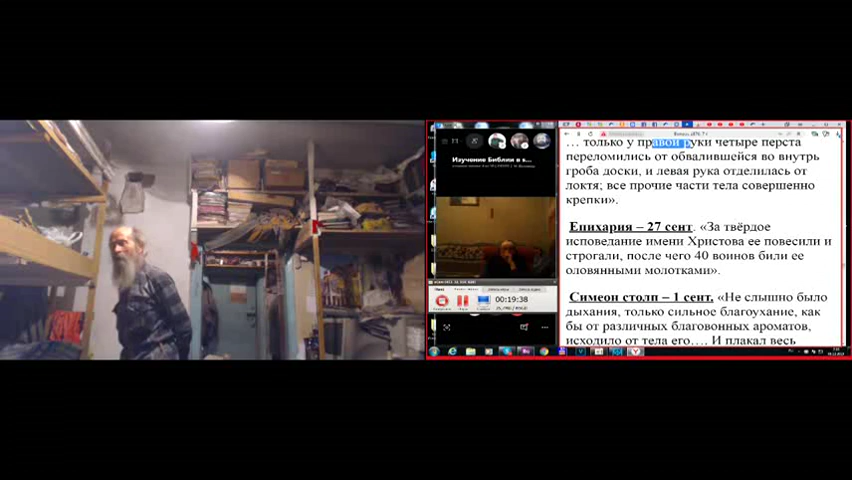 Изучение Библии в в...
00:19:38
… только у правой руки четыре перста
переломились от обвалившейся во внутрь
гроба доски, и левая рука отделилась от
локтя; все прочие части тела совершенно
крепки».
Епихария – 27 сент. «За твёрдое
исповедание имени Христова ее повесили и
строгали, после чего 40 воинов били ее
оловянными молотками».
Симеон столп – 1 сент. «Не слышно было
дыхания, только сильное благоухание, как
бы от различных благовонных ароматов,
исходило от тела его…. И плакал весь